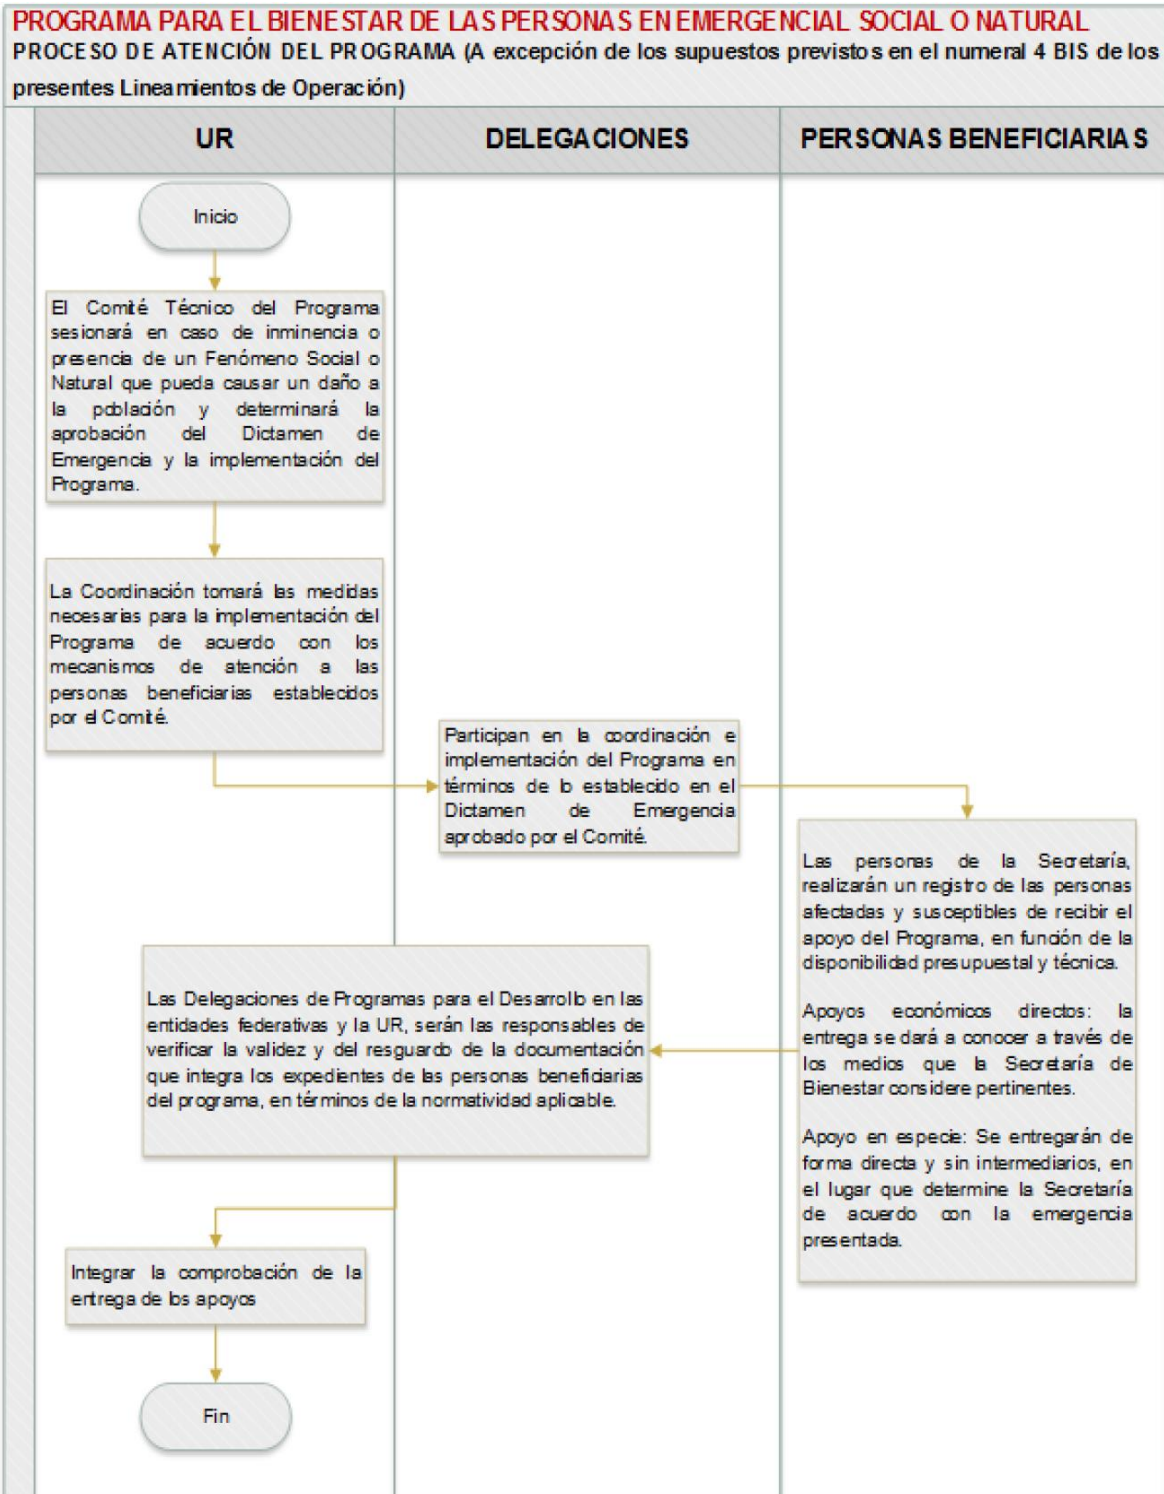 PROGRAMA PARA EL BIENESTAR DE LAS PERSONAS EN EMERGENCIAL SOCIAL O NATURAL
PROCESO DE ATENCIÓN DEL PROGRAMA (A excepción de los supuestos previstos en el numeral 4 BIS de los
presentes Lineamientos de Operación)
UR
DELEGACIONES
PERSONAS BENEFICIARIAS
Inicio
El Comité Técnico del Programa
sesionará en caso de inminencia o
presencia de un Fenómeno Social o
Natural que pueda causar un daño a
la población y determinará la
aprobación del Dictamen de
Emergencia y la implementación del
Programa.
La Coordinación tomará las medidas
necesarias para la implementación del
Programa de acuerdo con los
mecanismos de atención a las
personas beneficiarias establecidos
por el Comité.
Participan en la coordinación e
implementación del Programa en
términos de lo establecido en el
Dictamen de Emergencia
aprobado por el Comité.
Las personas de la Secretaría,
realizarán un registro de las personas
afectadas y susceptibles de recibir el
apoyo del Programa, en función de la
disponibilidad presupuestal y técnica.
Apoyos económicos directos: la
entrega se dará a conocer a través de
los medios que la Secretaría de
Bienestar considere pertinentes.
Apoyo en especie: Se entregarán de
forma directa y sin intermediarios, en
el lugar que determine la Secretaría
de acuerdo con la emergencia
presentada.
Las Delegaciones de Programas para el Desarrollo en las
entidades federativas y la UR, serán las responsables de
verificar la validez y del resguardo de la documentación
que integra los expedientes de las personas beneficiarias
del programa, en términos de la normatividad aplicable.
Integrar la comprobación de la
entrega de los apoyos
Fin